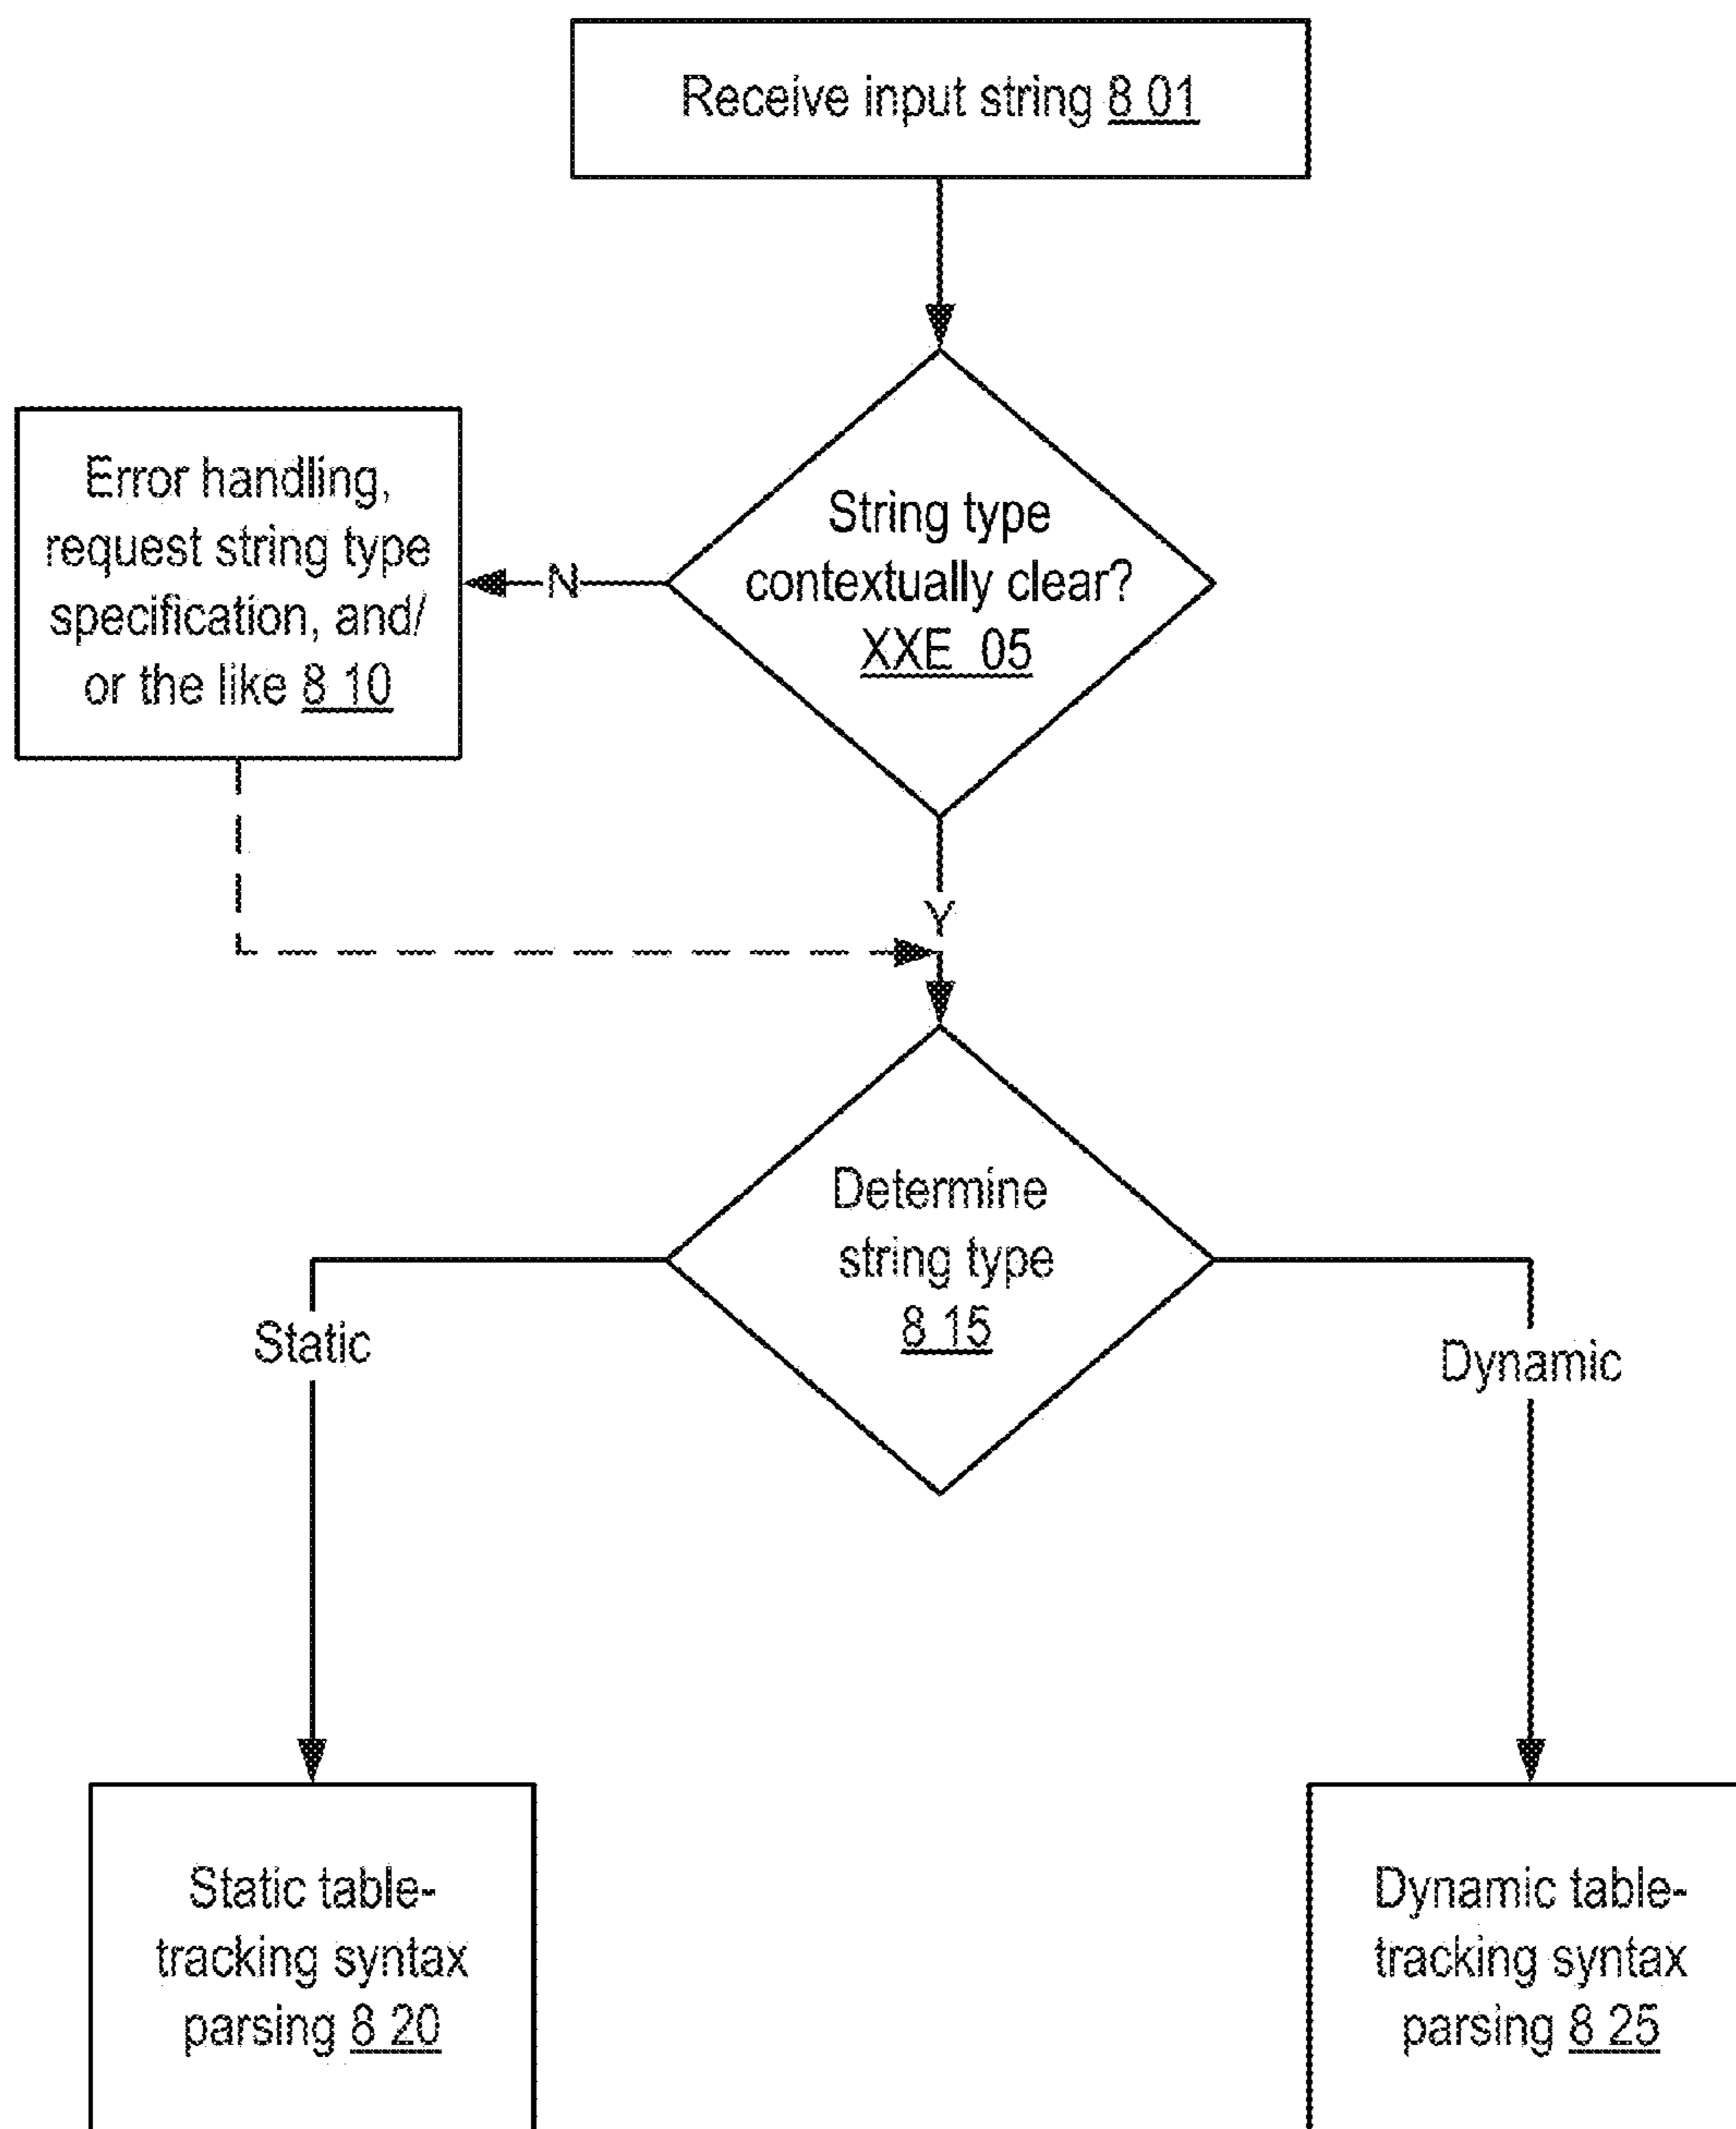 Receive input string 8 01
Error handling,
request string type
specification, and/
or the like 8 10
N
String type
contextually clear?
XXE 05
Y
Determine
string type
8 15
Static
Dynamic
Static table-
tracking syntax
parsing 8 20
Dynamic table-
tracking syntax
parsing 8 25